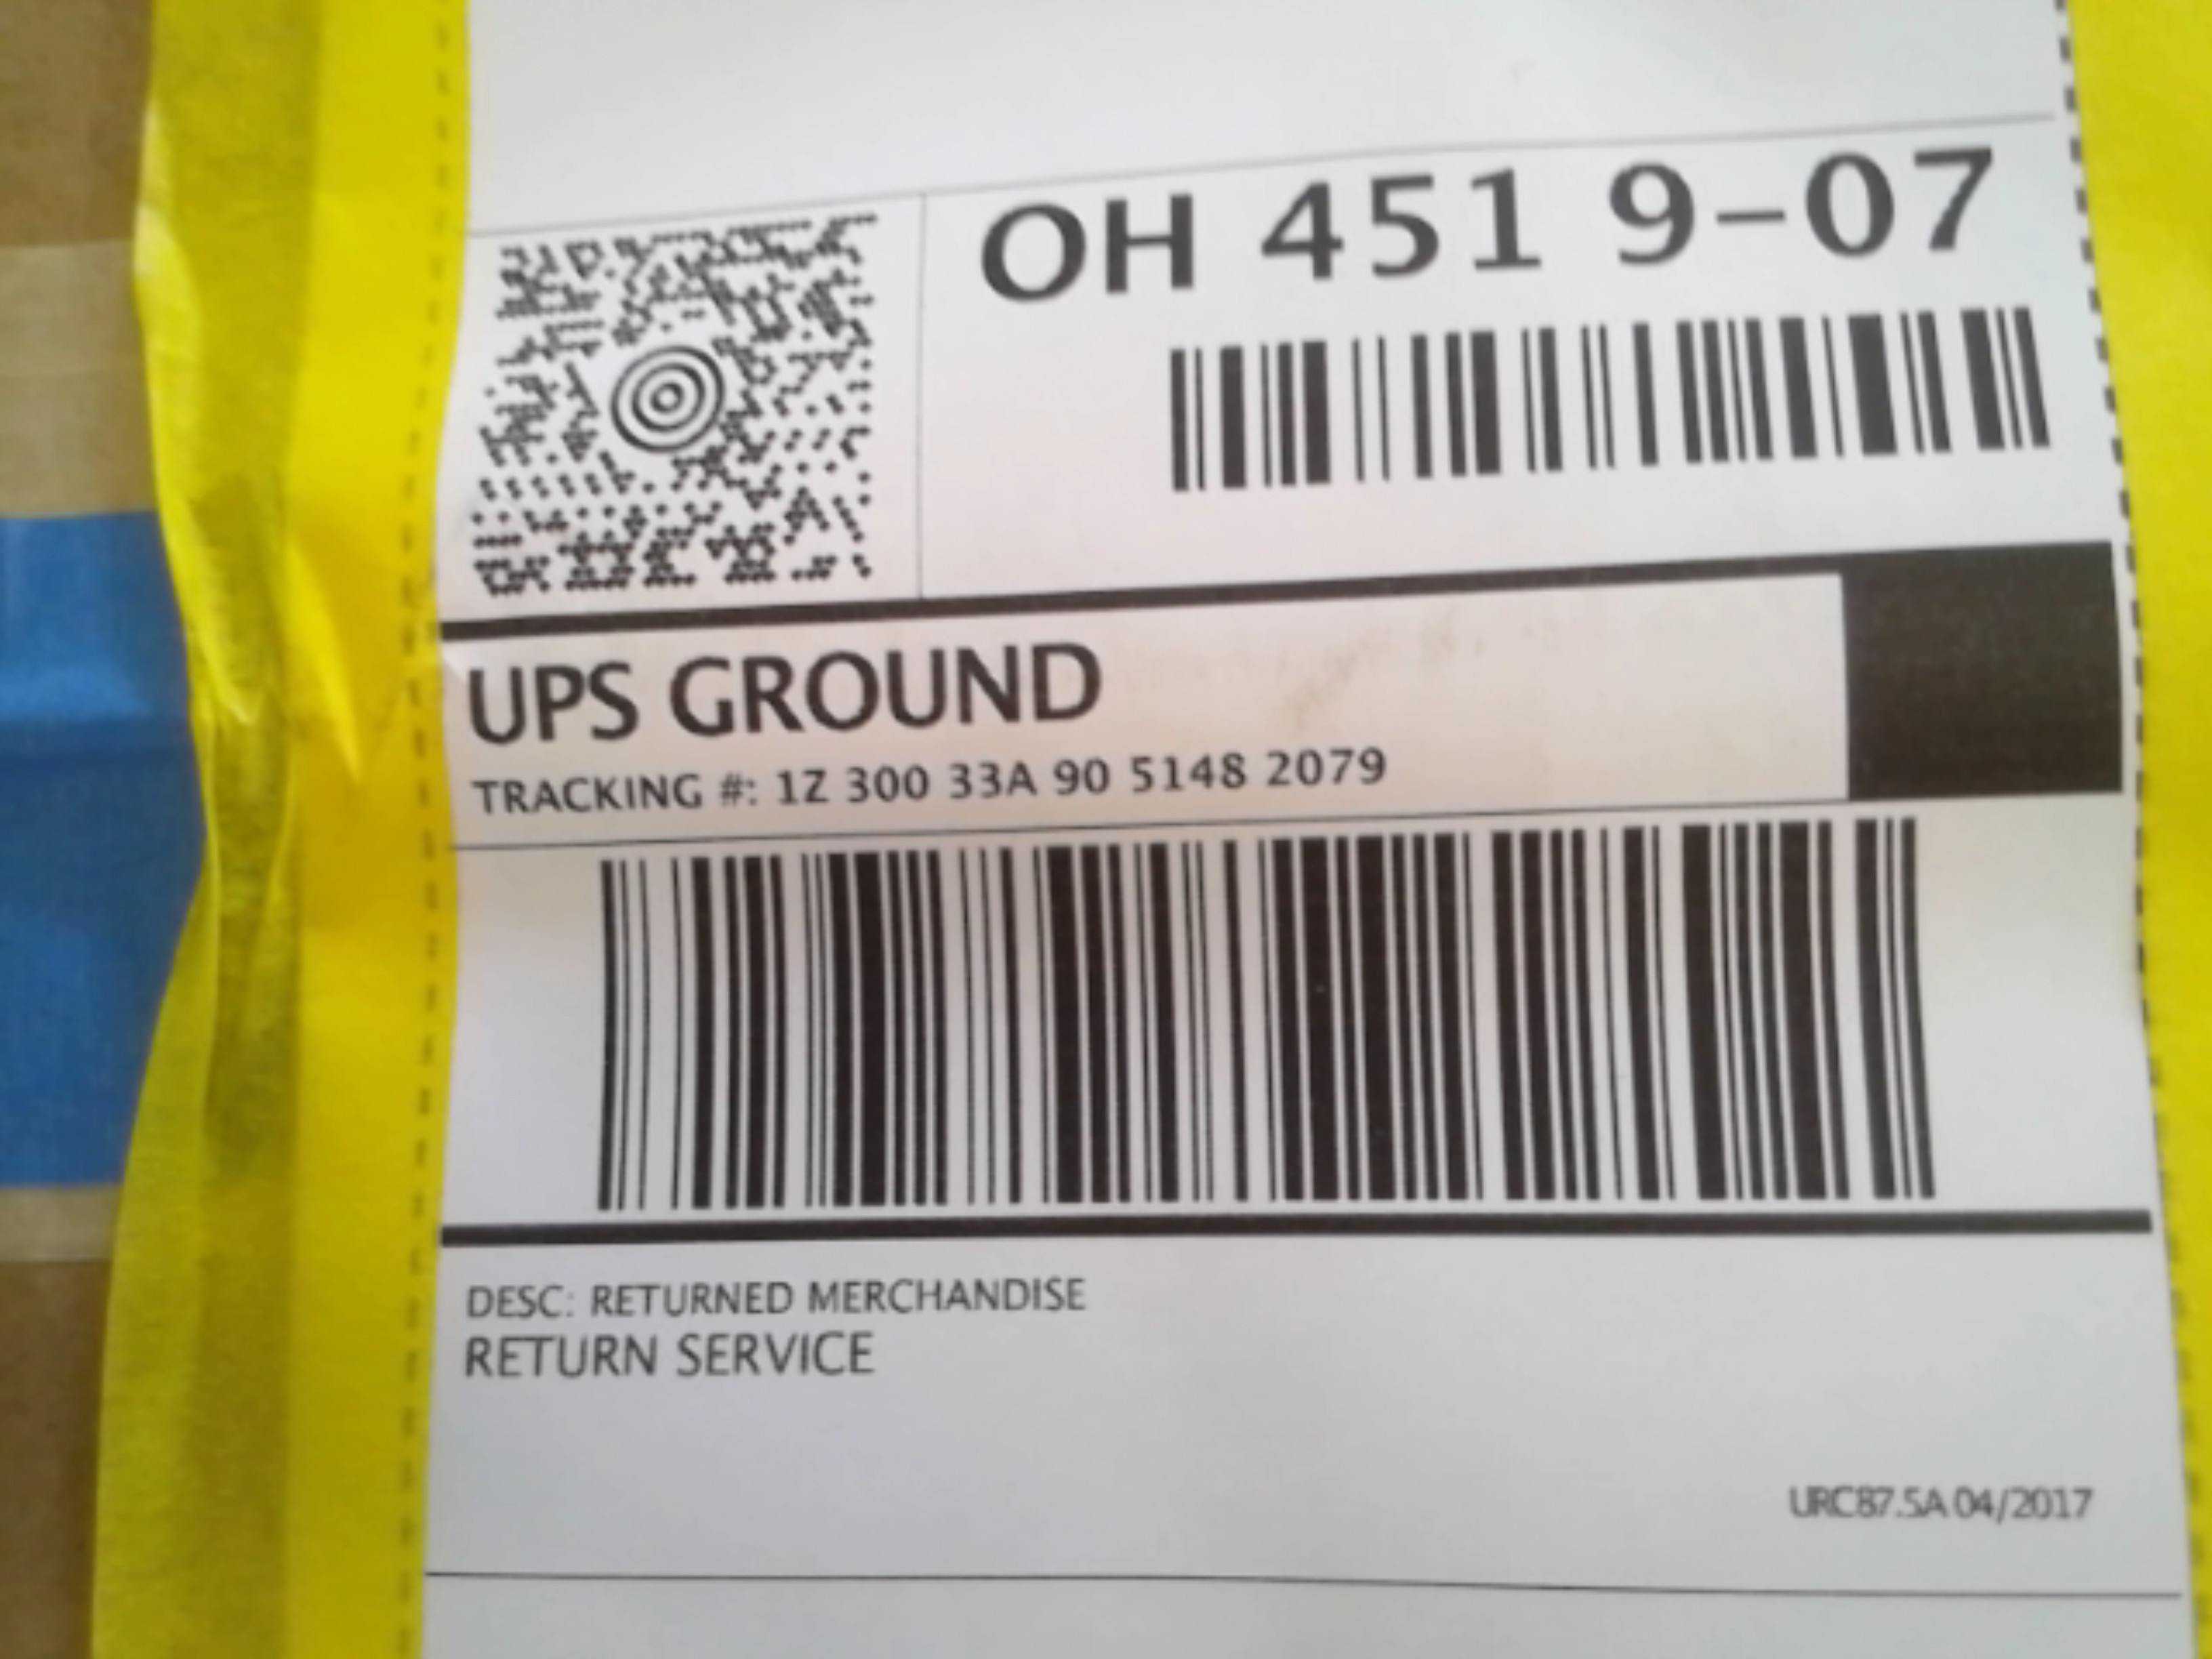 OH 451 9-07
UPS GROUND
TRACKING #: 1Z 300 33A 90 5148 2079
DESC: RETURNED MERCHANDISE
RETURN SERVICE
URC87.5A 04/2017